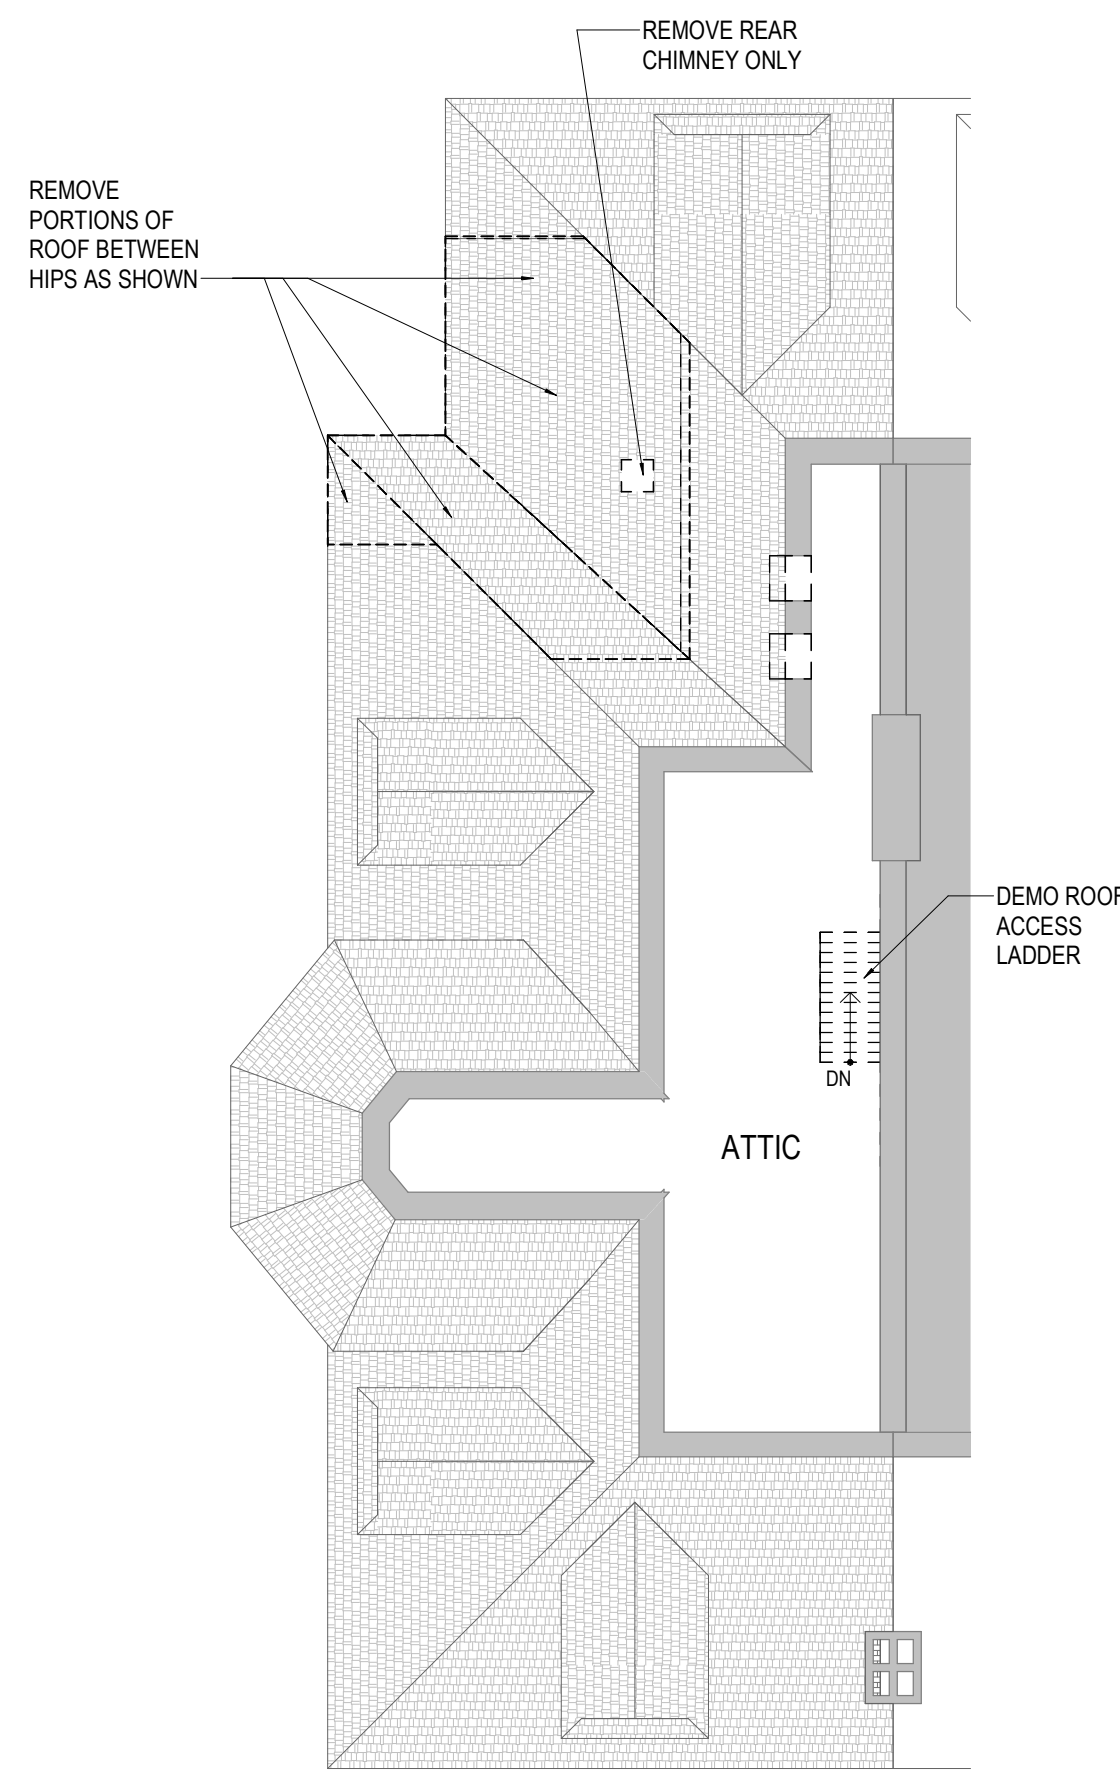 REMOVE REAR
CHIMNEY ONLY
REMOVE
PORTIONS OF
ROOF BETWEEN
HIPS AS SHOWN
DEMO ROOF
ACCESS
LADDER
DN
ATTIC